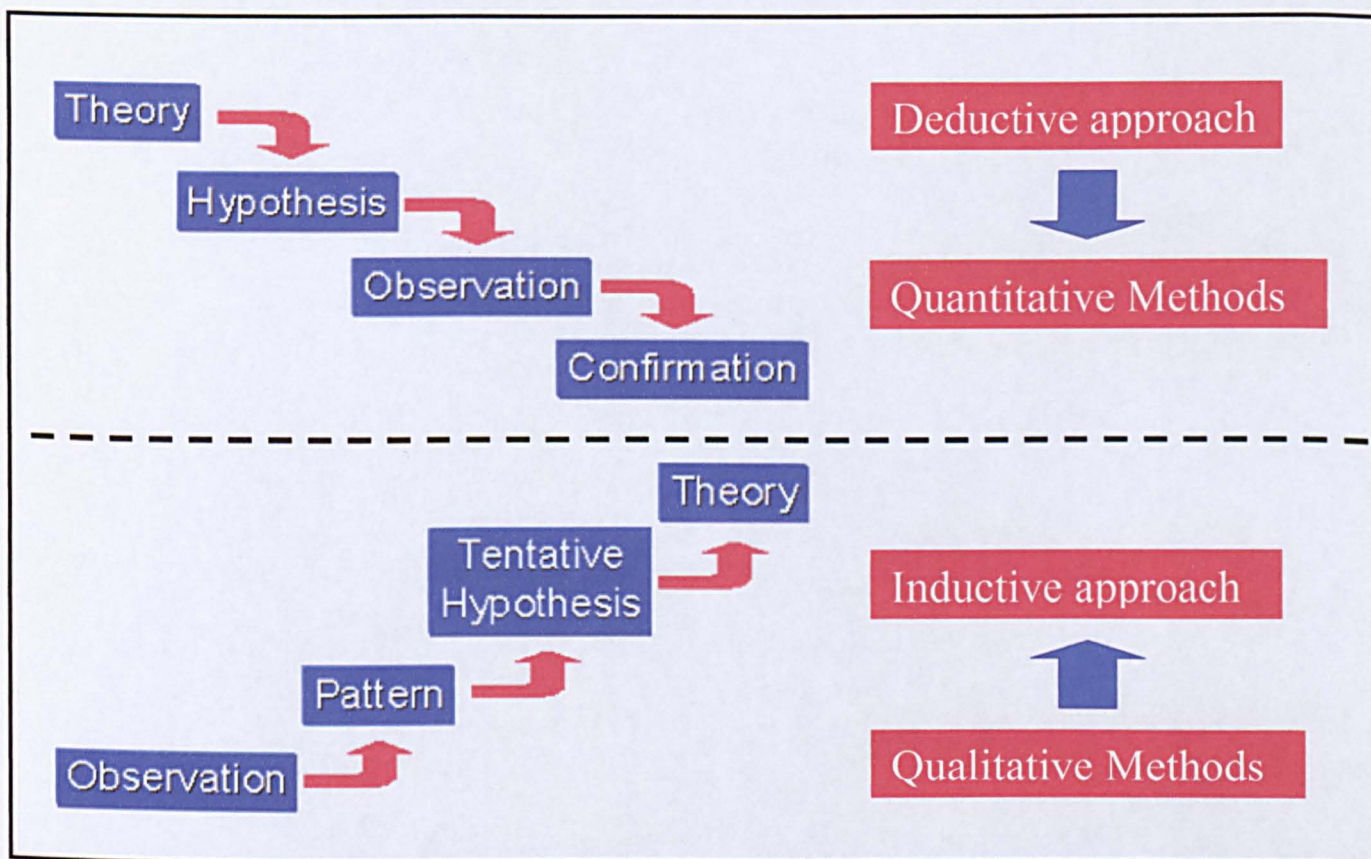 Theory
Hypothesis
Observation
Confirmation
Deductive approach
Quantitative Methods
Theory
Tentative
Hypothesis
Pattern
Observation
Inductive approach
Qualitative Methods